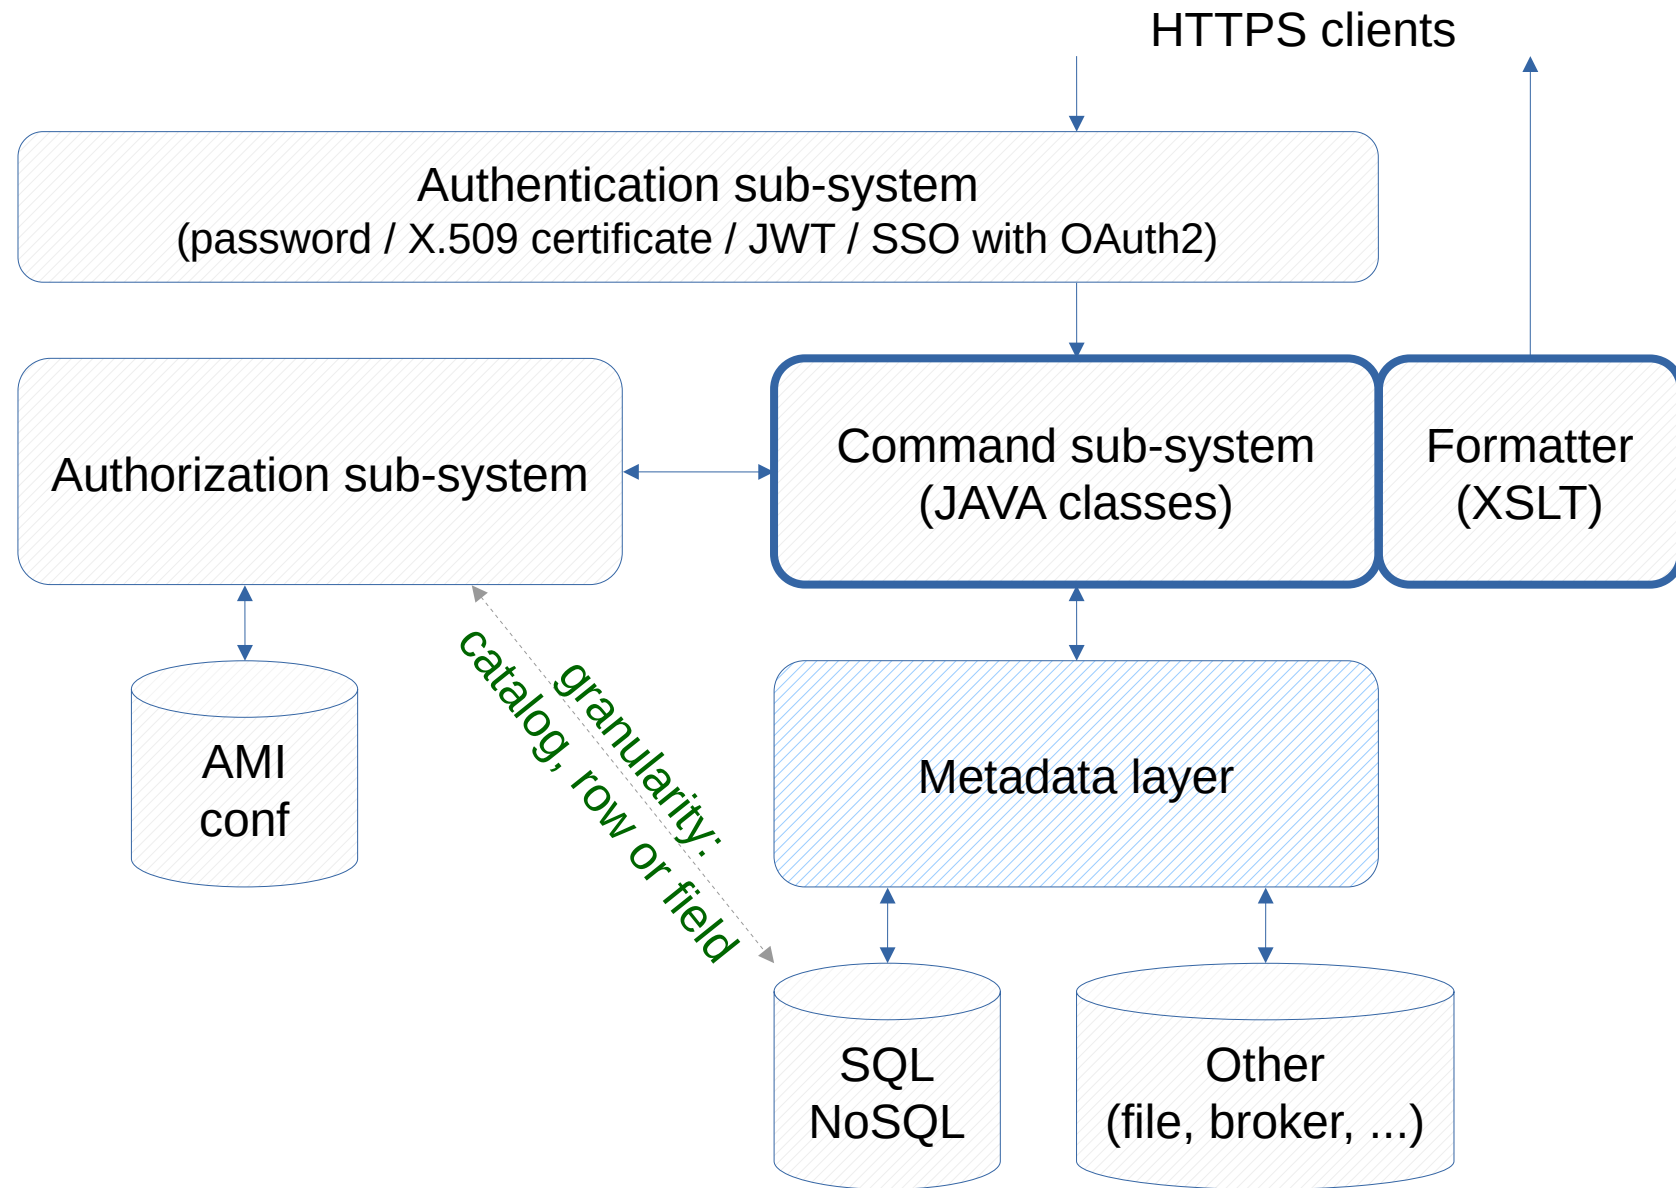 HTTPS clients
Authentication sub-system
(password / X.509 certificate / JWT / SSO with OAuth2)
Authorization sub-system
Command sub-system
(JAVA classes)
Formatter
(XSLT)
granularity:
catalog, row or field
AMI
conf
Metadata layer
SQL
NoSQL
Other
(file, broker, ...)